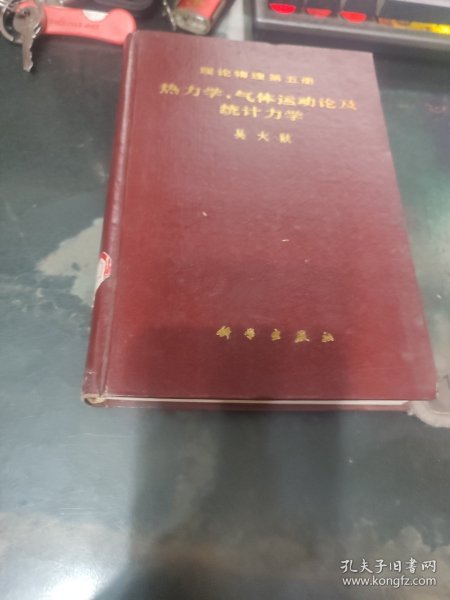 理论物理第五册
热力学、气体运动论及
统计力学
吴大猷
科学出版社
孔夫子旧书网
www.kongfz.com